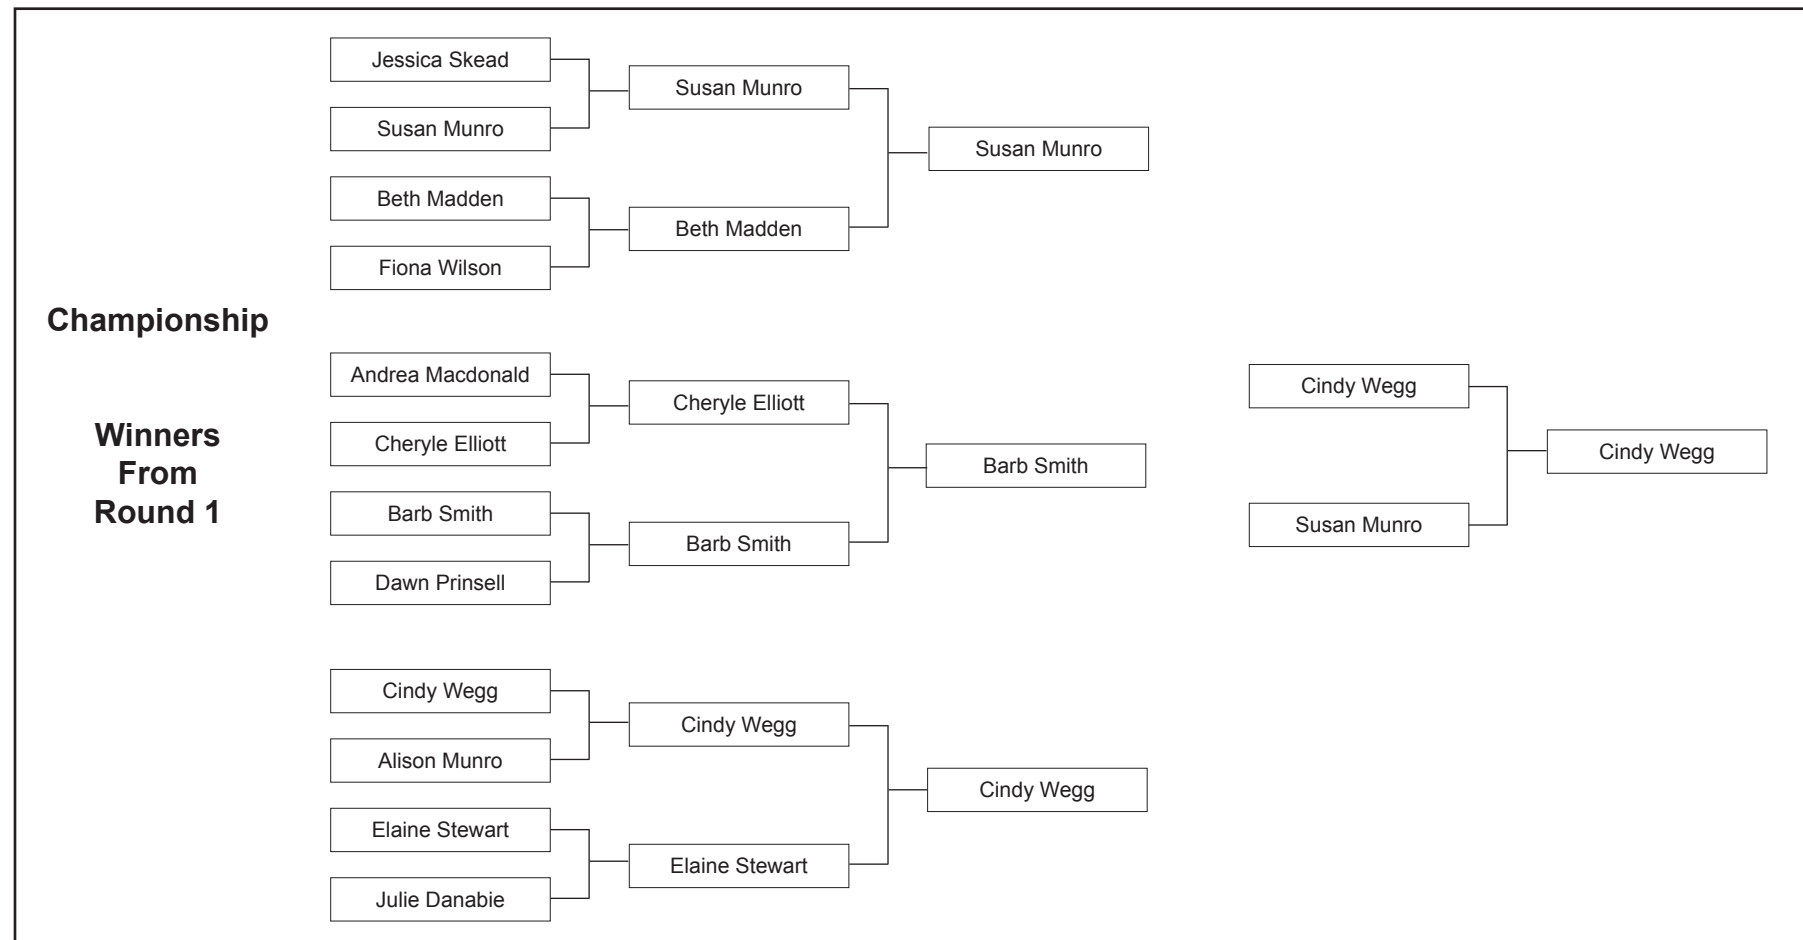 Jessica Skead
Susan Munro
Beth Madden
Fiona Wilson
Susan Munro
Beth Madden
Susan Munro
Championship
Winners
From
Round 1
Andrea Macdonald
Cheryle Elliott
Barb Smith
Dawn Prinsell
Cheryle Elliott
Barb Smith
Barb Smith
Cindy Wegg
Susan Munro
Cindy Wegg
Cindy Wegg
Alison Munro
Elaine Stewart
Julie Danabie
Cindy Wegg
Elaine Stewart
Cindy Wegg